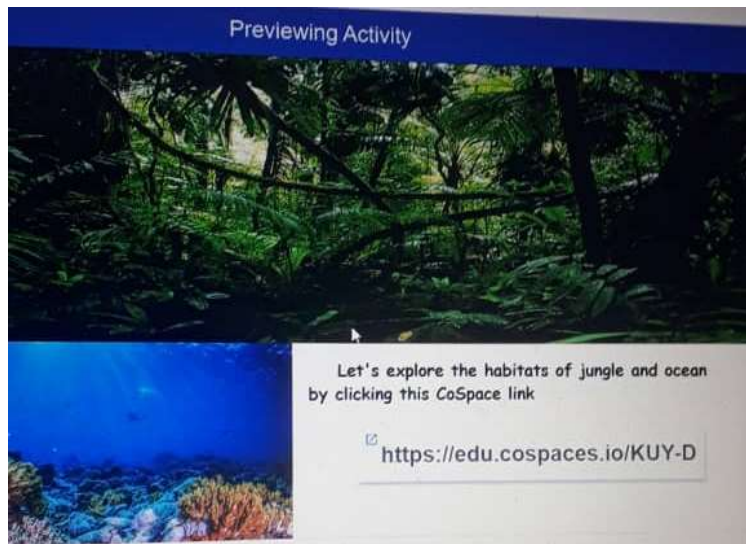 Previewing Activity
Let's explore the habitats of jungle and ocean
by clicking this CoSpace link
https://edu.cospaces.io/KUY-D